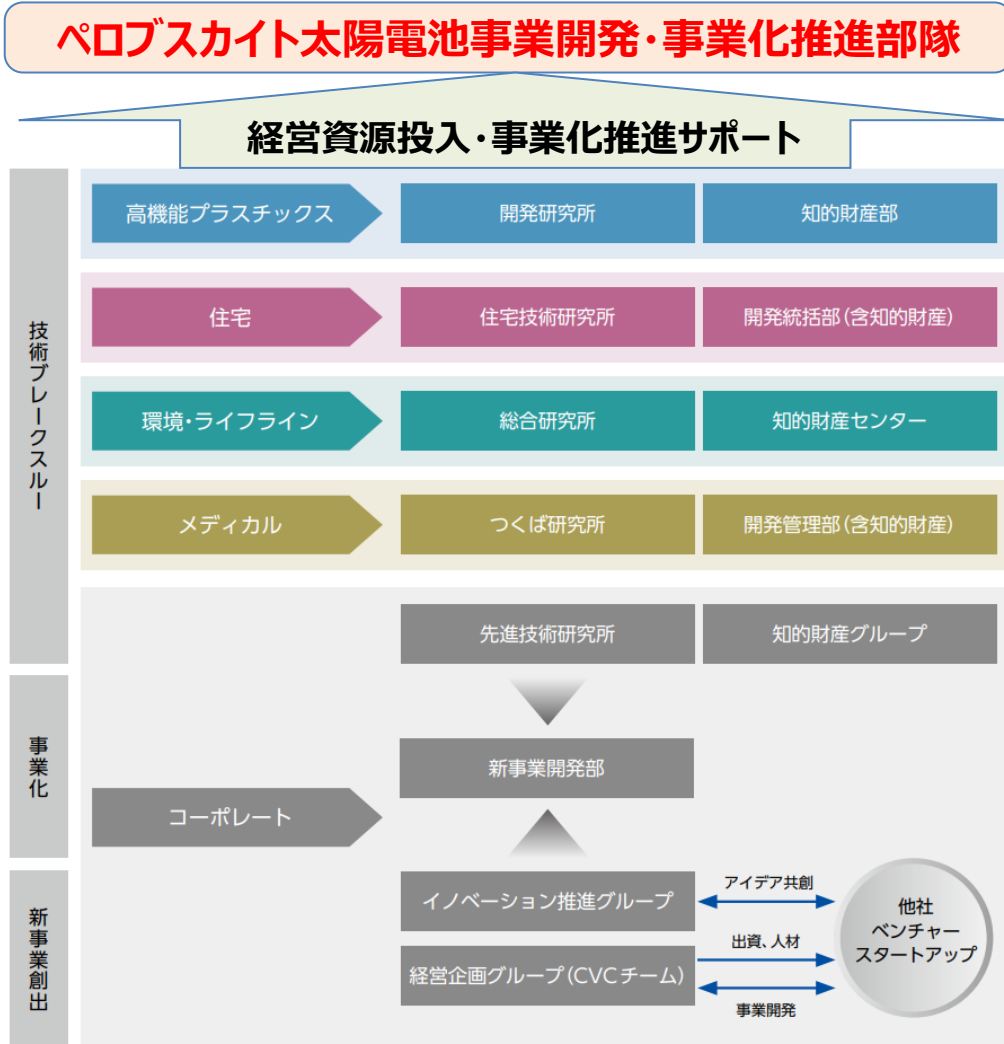 ペロブスカイト太陽電池事業開発・事業化推進部隊
経営資源投入・事業化推進サポート
技術ブレークスルー
高機能プラスチックス
開発研究所
知的財産部
住宅
住宅技術研究所
開発統括部(含知的財産)
環境・ライフライン
総合研究所
知的財産センター
メディカル
つくば研究所
開発管理部(含知的財産)
先進技術研究所
知的財産グループ
事業化
コーポレート
新事業開発部
新事業創出
イノベーション推進グループ
アイデア共創
経営企画グループ(CVCチーム)
出資、人材
事業開発
他社
ベンチャー
スタートアップ